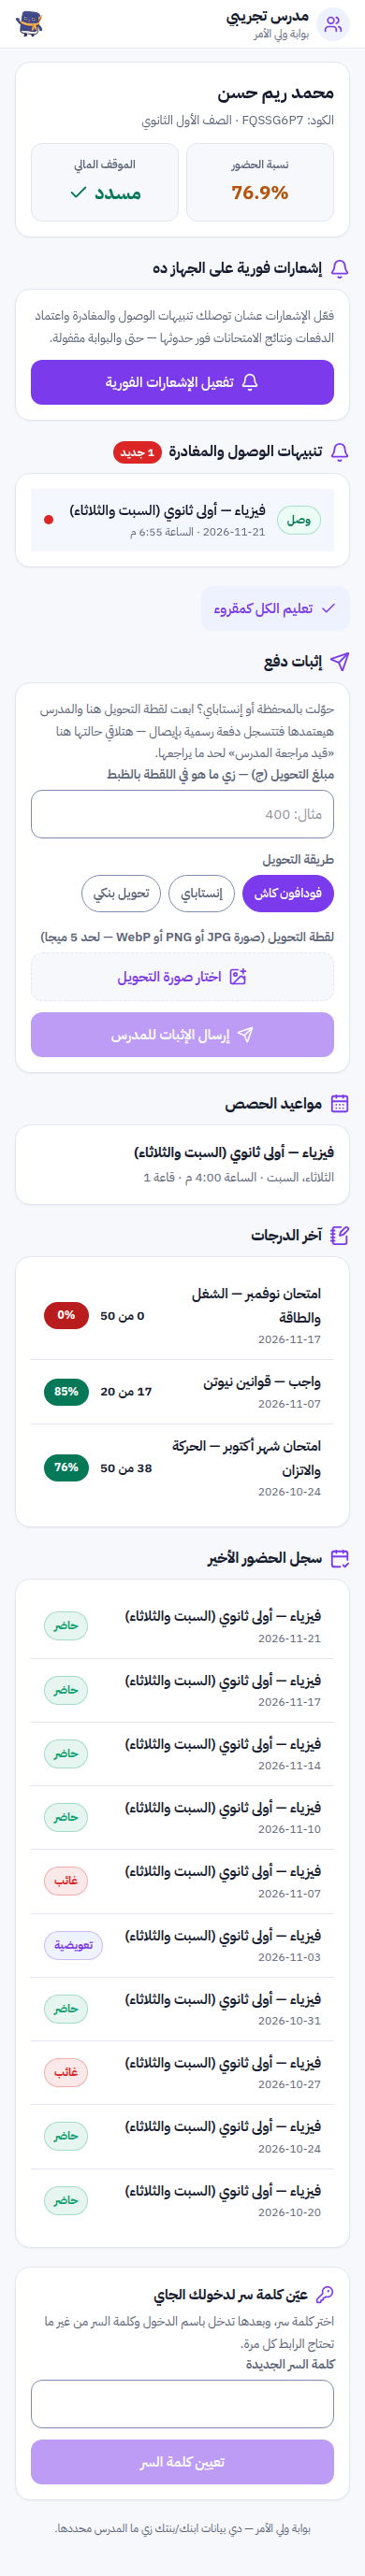 مدرس تجريبي
بوابة ولي الأمر
محمد ريم حسن
الكود: FQSSG6P7 · الصف الأول الثانوي
نسبة الحضور
76.9%
الموقف المالي
مسدد
إشعارات فورية على الجهاز ده
فعّل الإشعارات عشان توصلك تنبيهات الوصول والمغادرة واعتماد
الدفعات ونتائج الامتحانات فور حدوثها — حتى والبوابة مقفولة.
تفعيل الإشعارات الفورية
تنبيهات الوصول والمغادرة
1 جديد
وصل
فيزياء — أولى ثانوي (السبت والثلاثاء)
2026-11-21 · الساعة 6:55 م
تعليم الكل كمقروء
إثبات دفع
حوّلت بالمحفظة أو إنستاباي؟ ابعت لقطة التحويل هنا والمدرس
هيعتمدها فتتسجل دفعة رسمية بإيصال — هتلاقي حالتها هنا
«قيد مراجعة المدرس» لحد ما يراجعها.
مبلغ التحويل (ج) — زي ما هو في اللقطة بالظبط
مثال: 400
طريقة التحويل
فودافون كاش
إنستاباي
تحويل بنكي
لقطة التحويل (صورة JPG أو PNG أو WebP — لحد 5 ميجا)
اختار صورة التحويل
إرسال الإثبات للمدرس
مواعيد الحصص
فيزياء — أولى ثانوي (السبت والثلاثاء)
الثلاثاء، السبت · الساعة 4:00 م · قاعة 1
آخر الدرجات
امتحان نوفمبر — الشغل
والطاقة
2026-11-17
0 من 50
0%
واجب — قوانين نيوتن
2026-11-07
17 من 20
85%
امتحان شهر أكتوبر — الحركة
والاتزان
2026-10-24
38 من 50
76%
سجل الحضور الأخير
فيزياء — أولى ثانوي (السبت والثلاثاء)
2026-11-21
حاضر
فيزياء — أولى ثانوي (السبت والثلاثاء)
2026-11-17
حاضر
فيزياء — أولى ثانوي (السبت والثلاثاء)
2026-11-14
حاضر
فيزياء — أولى ثانوي (السبت والثلاثاء)
2026-11-10
حاضر
فيزياء — أولى ثانوي (السبت والثلاثاء)
2026-11-07
غائب
فيزياء — أولى ثانوي (السبت والثلاثاء)
2026-11-03
تعويضية
فيزياء — أولى ثانوي (السبت والثلاثاء)
2026-10-31
حاضر
فيزياء — أولى ثانوي (السبت والثلاثاء)
2026-10-27
غائب
فيزياء — أولى ثانوي (السبت والثلاثاء)
2026-10-24
حاضر
فيزياء — أولى ثانوي (السبت والثلاثاء)
2026-10-20
حاضر
عيّن كلمة سر لدخولك الجاي
اختر كلمة سر، وبعدها تدخل باسم الدخول وكلمة السر من غير ما
تحتاج الرابط كل مرة.
كلمة السر الجديدة
تعيين كلمة السر
بوابة ولي الأمر — دي بيانات ابنك/بنتك زي ما المدرس محددها.